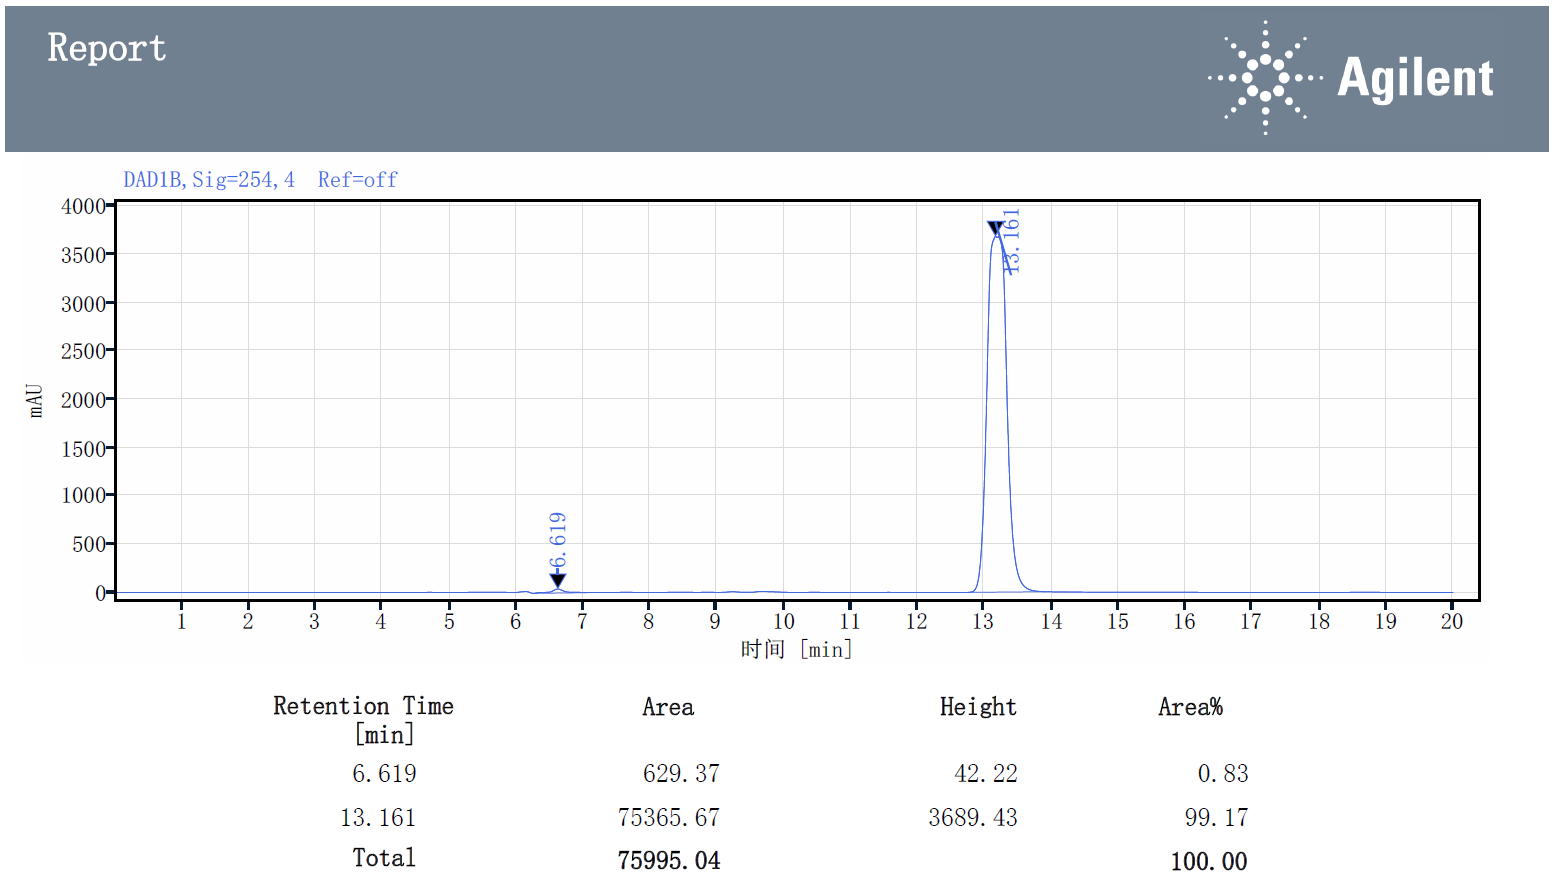 Report
Agilent
DAD1B,Sig=254,4  Ref=off
4000
3500
3000
2500
2000
1500
1000
500
0
mAU
6.619
13.161
1 2 3 4 5 6 7 8 9 10 11 12 13 14 15 16 17 18 19 20
时间 [min]
Retention Time Area Height Area%
[min]
6.619 629.37 42.22 0.83
13.161 75365.67 3689.43 99.17
Total 75995.04 100.00